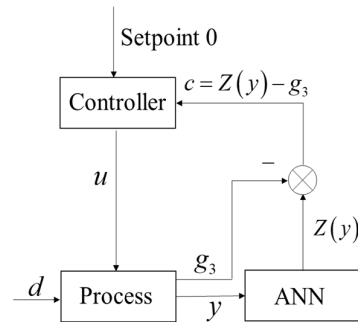 Setpoint 0
Controller
c = Z(y) − g₃
u
−
g₃
Z(y)
d
Process
y
ANN